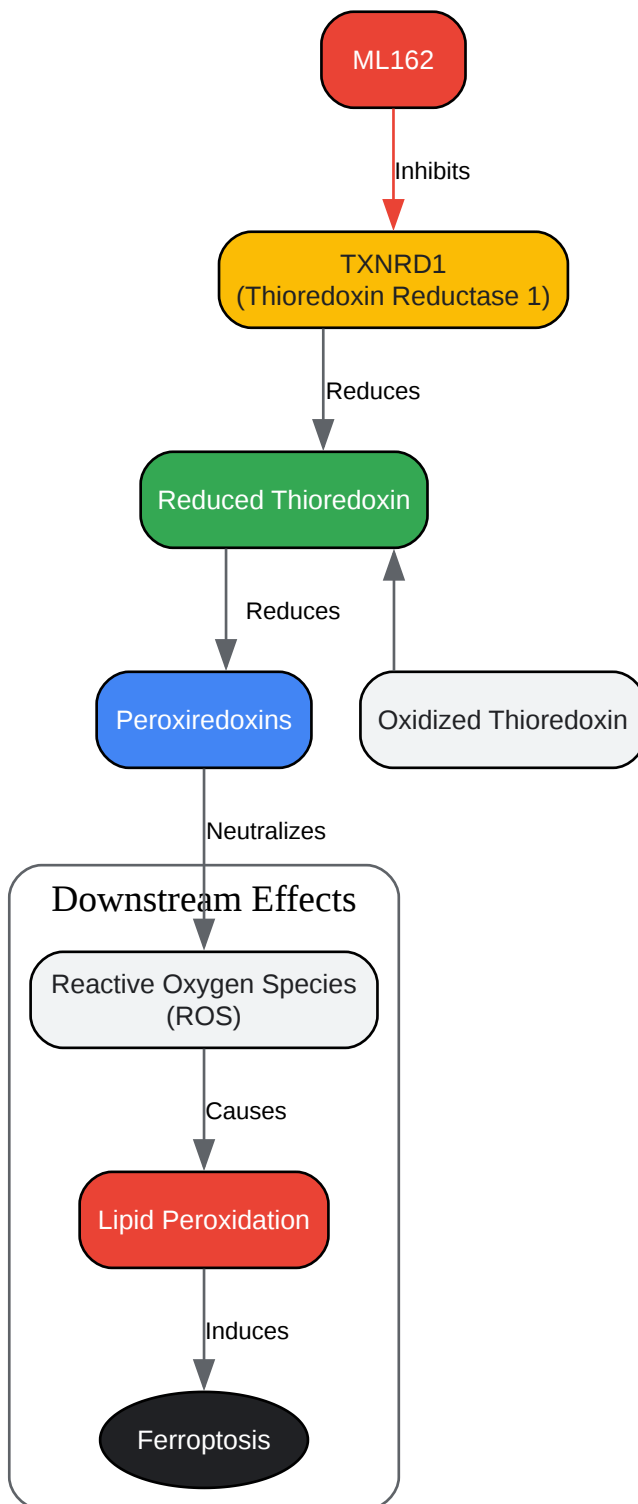 ML162
Inhibits
TXNRD1
(Thioredoxin Reductase 1)
Reduces
Reduced Thioredoxin
Reduces
Peroxiredoxins
Oxidized Thioredoxin
Neutralizes
Downstream Effects
Reactive Oxygen Species
(ROS)
Causes
Lipid Peroxidation
Induces
Ferroptosis